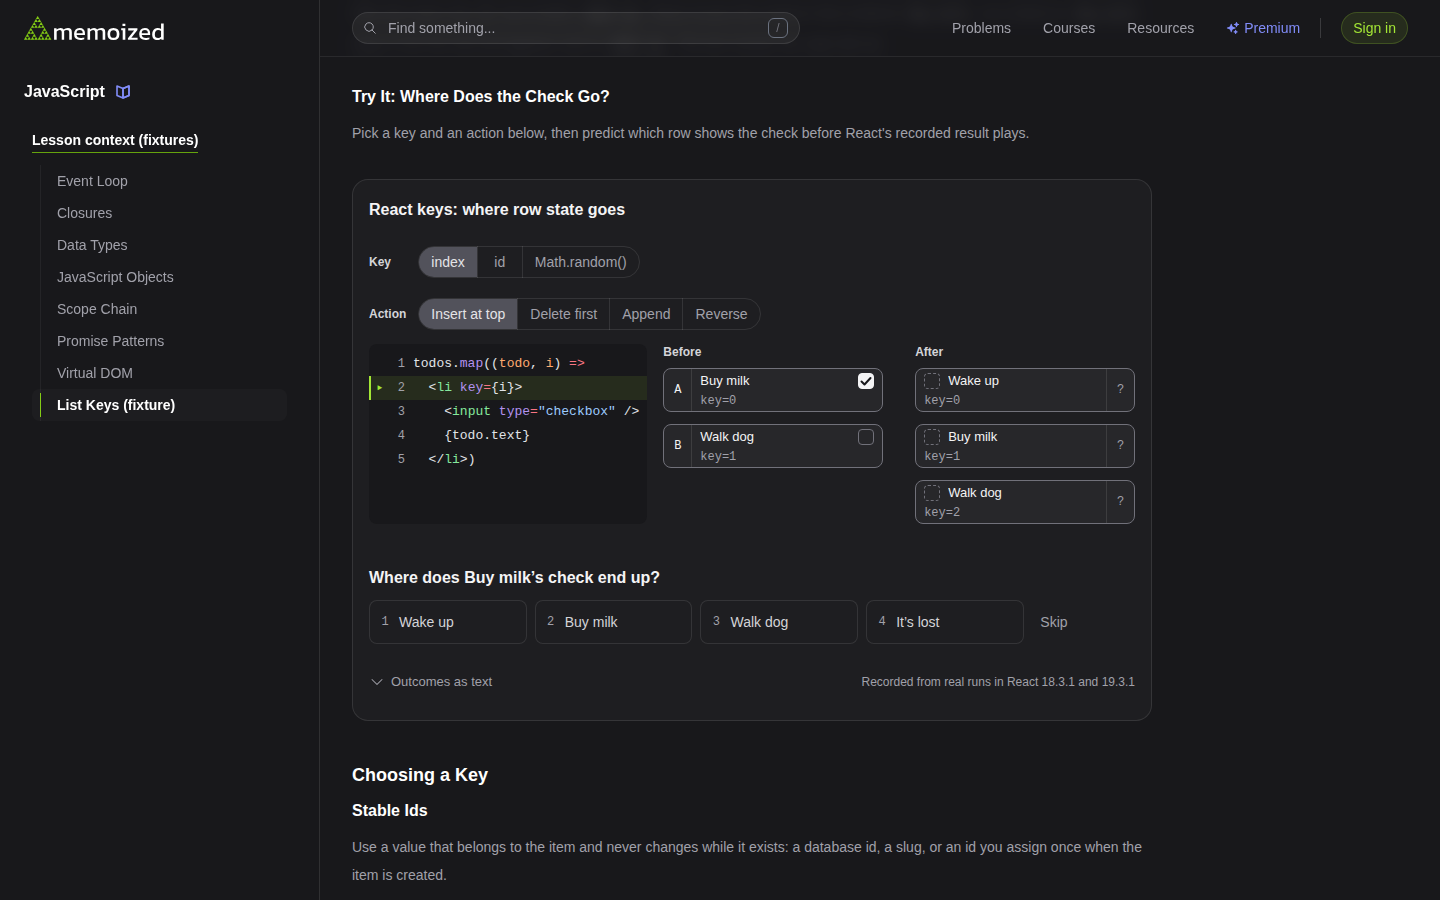 memoized
Find something...
/
Problems
Courses
Resources
Premium
Sign in
JavaScript
Lesson context (fixtures)
Event Loop
Closures
Data Types
JavaScript Objects
Scope Chain
Promise Patterns
Virtual DOM
List Keys (fixture)
Try It: Where Does the Check Go?
Pick a key and an action below, then predict which row shows the check before React's recorded result plays.
React keys: where row state goes
Key
index
id
Math.random()
Action
Insert at top
Delete first
Append
Reverse
1 todos.map((todo, i) =>
2 <li key={i}>
3 <input type="checkbox" />
4 {todo.text}
5 </li>)
Before
A
Buy milk
key=0
B
Walk dog
key=1
After
Wake up
key=0
?
Buy milk
key=1
?
Walk dog
key=2
?
Where does Buy milk’s check end up?
1 Wake up
2 Buy milk
3 Walk dog
4 It’s lost
Skip
Outcomes as text
Recorded from real runs in React 18.3.1 and 19.3.1
Choosing a Key
Stable Ids
Use a value that belongs to the item and never changes while it exists: a database id, a slug, or an id you assign once when the
item is created.